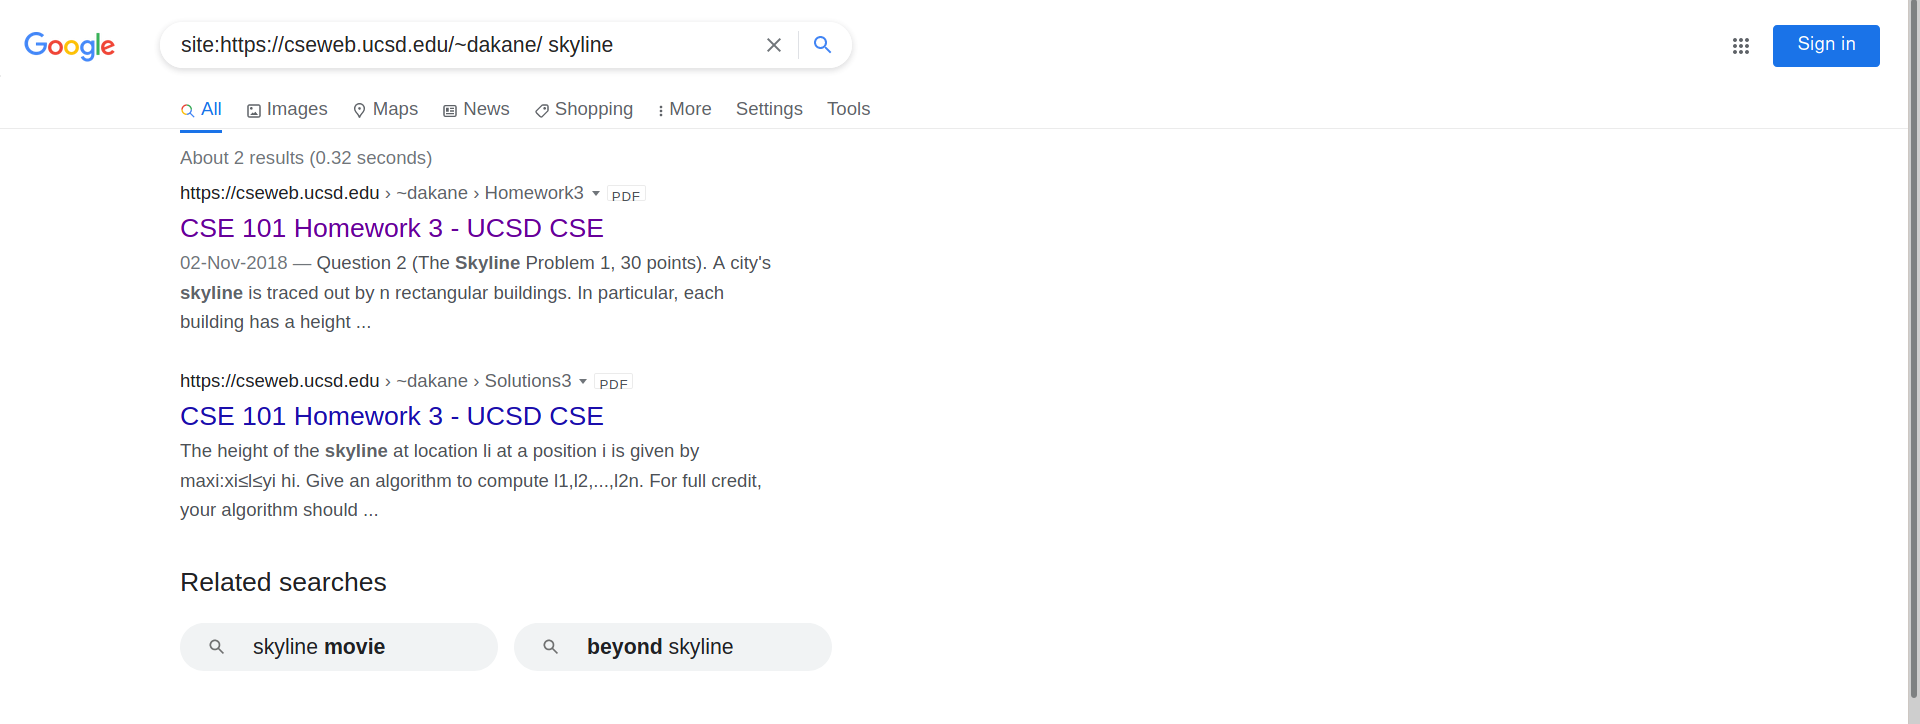 Google
site:https://cseweb.ucsd.edu/~dakane/ skyline
Sign in
All Images Maps News Shopping More Settings Tools
About 2 results (0.32 seconds)
https://cseweb.ucsd.edu › ~dakane › Homework3 PDF
CSE 101 Homework 3 - UCSD CSE
02-Nov-2018 — Question 2 (The Skyline Problem 1, 30 points). A city's
skyline is traced out by n rectangular buildings. In particular, each
building has a height ...
https://cseweb.ucsd.edu › ~dakane › Solutions3 PDF
CSE 101 Homework 3 - UCSD CSE
The height of the skyline at location li at a position i is given by
maxi:xi≤l≤yi hi. Give an algorithm to compute l1,l2,...,l2n. For full credit,
your algorithm should ...
Related searches
skyline movie
beyond skyline